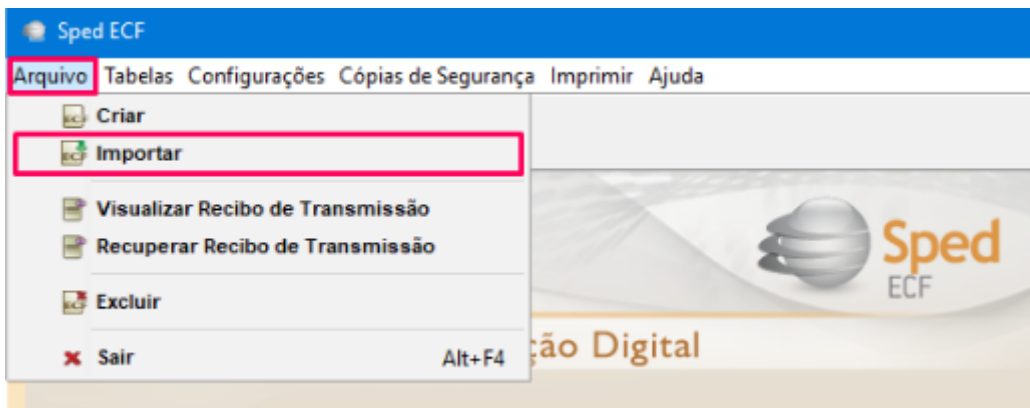 Sped ECF
Arquivo Tabelas Configurações Cópias de Segurança Imprimir Ajuda
Criar
Importar
Visualizar Recibo de Transmissão
Recuperar Recibo de Transmissão
Excluir
Sair Alt+F4
Sped
ECF
ção Digital